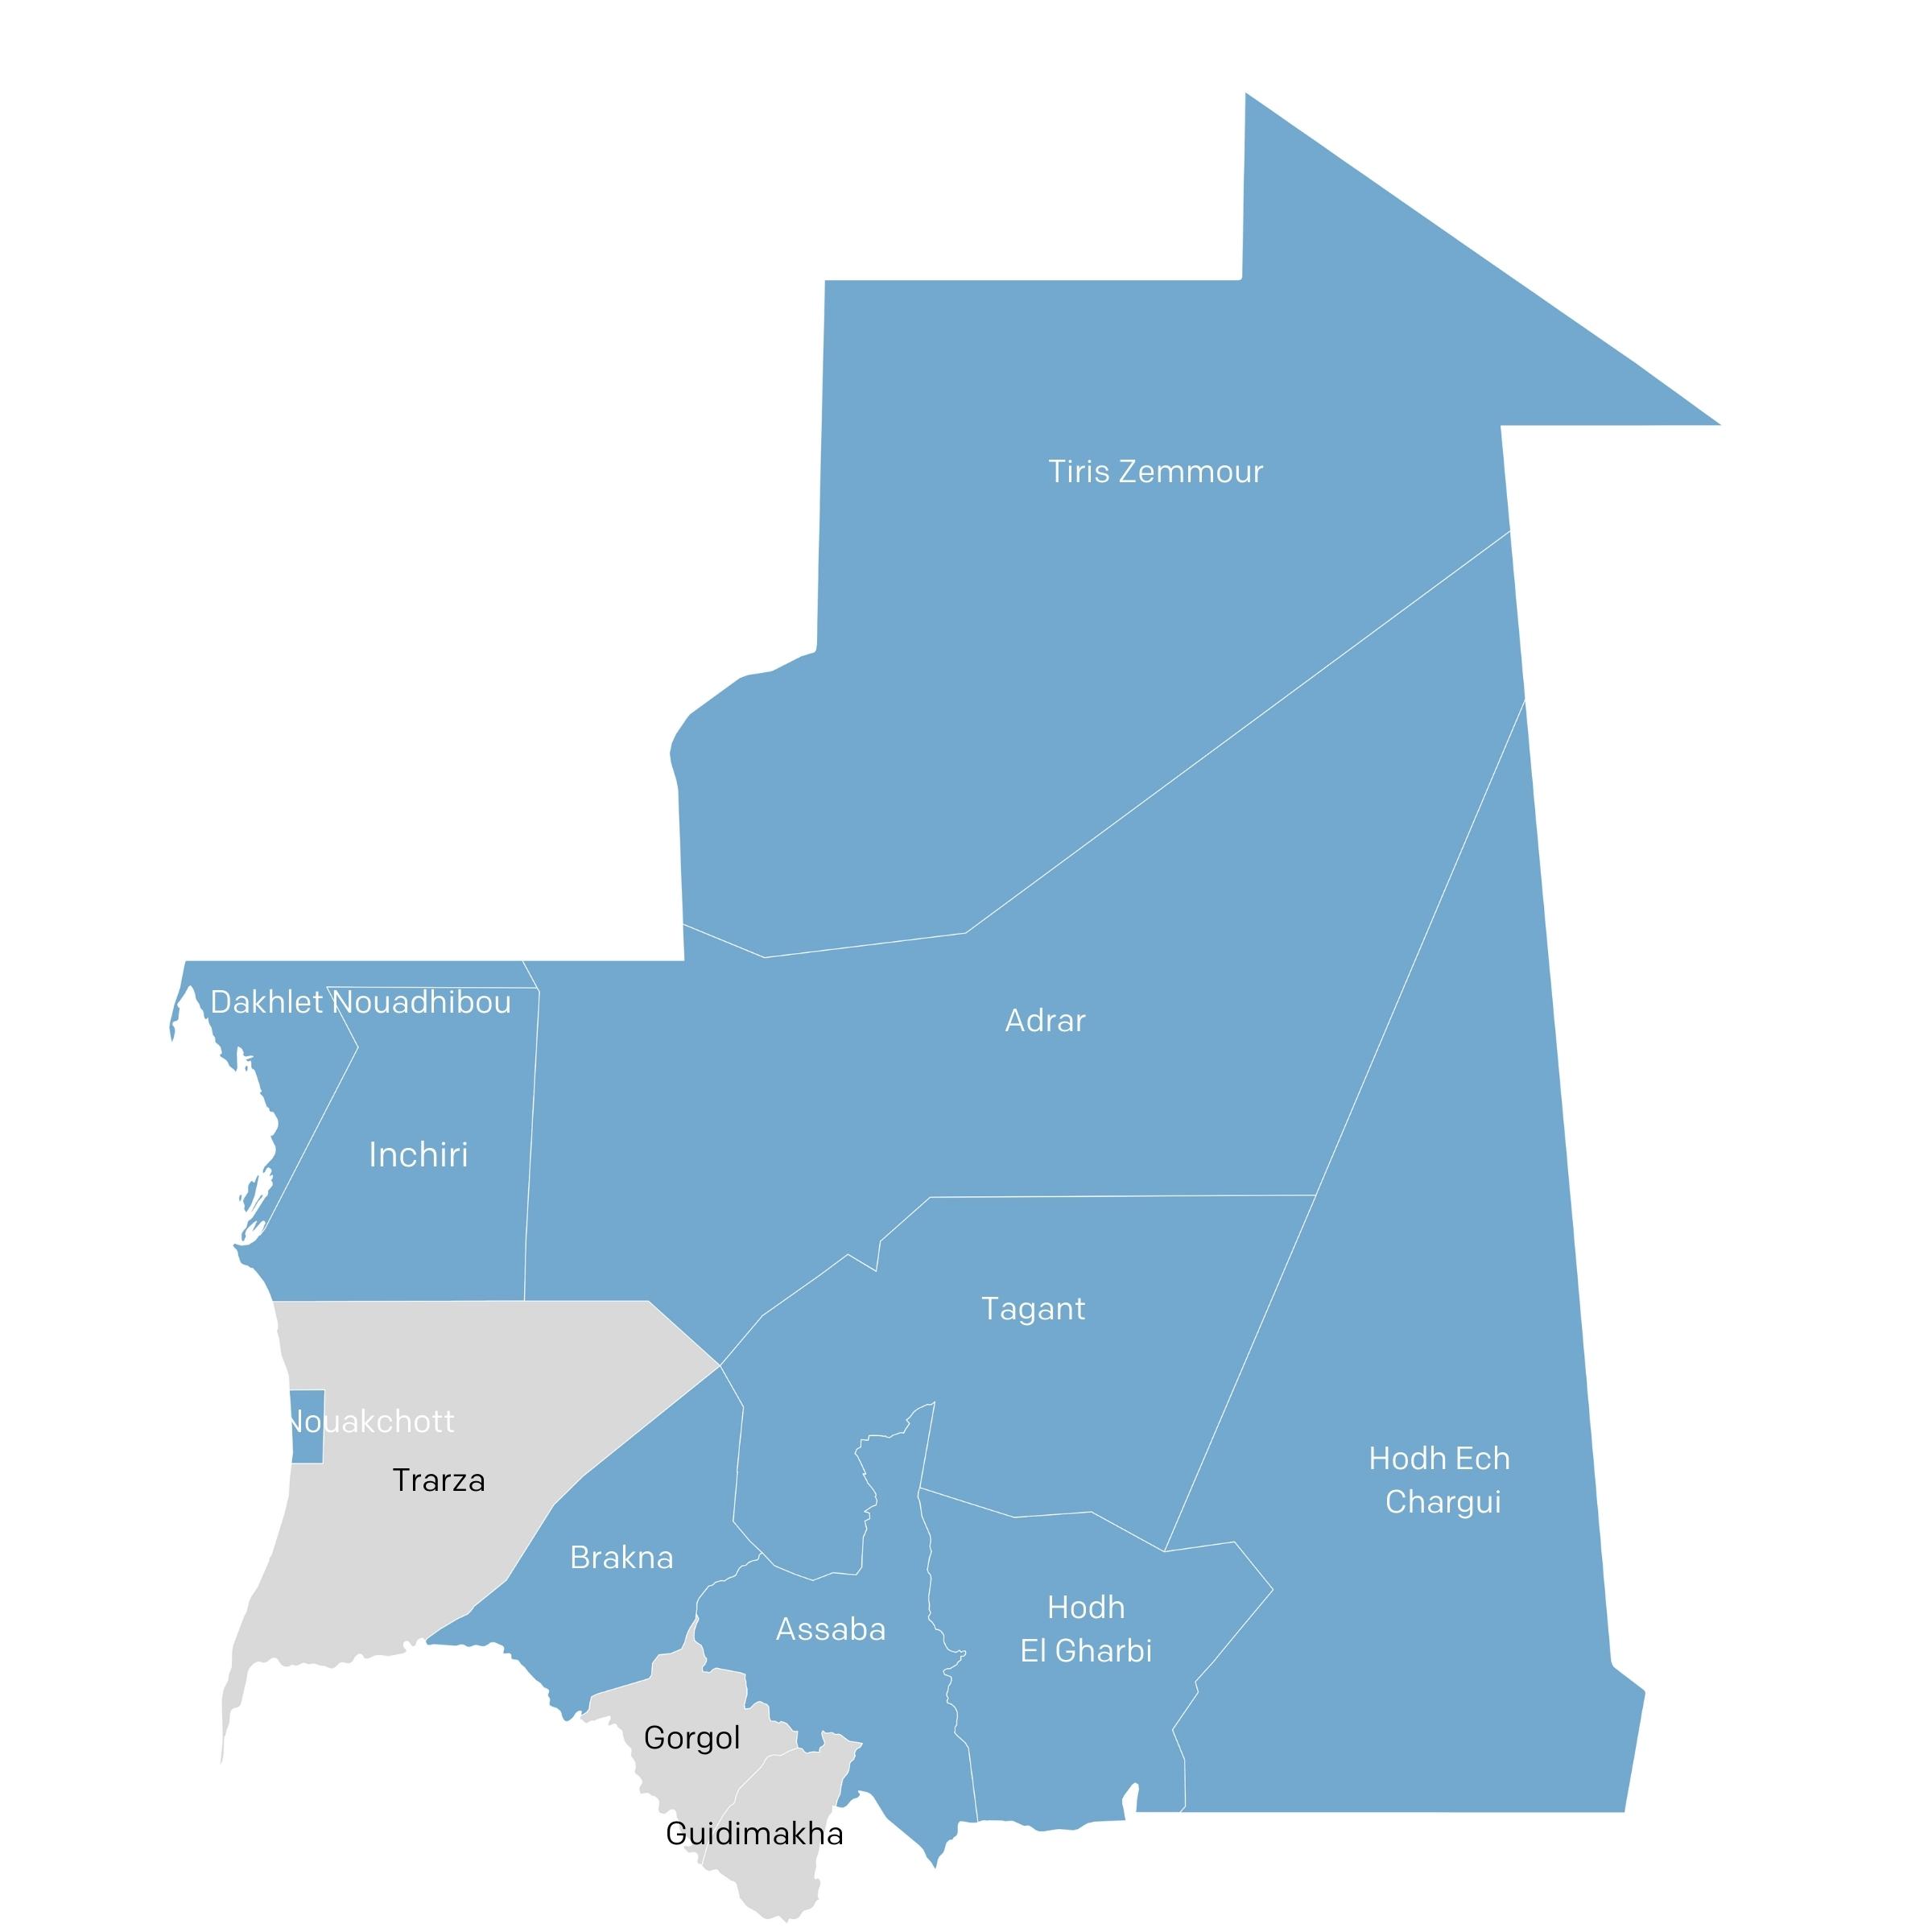 Tiris Zemmour
Dakhlet Nouadhibou
Adrar
Inchiri
Tagant
Nouakchott
Trarza
Hodh Ech
Chargui
Brakna
Assaba
Hodh
El Gharbi
Gorgol
Guidimakha